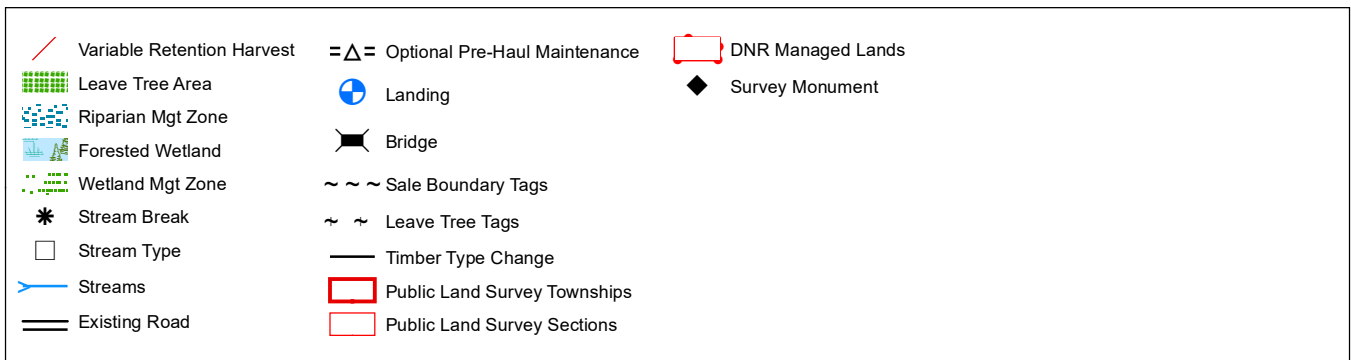 Variable Retention Harvest
Leave Tree Area
Riparian Mgt Zone
Forested Wetland
Wetland Mgt Zone
Stream Break
Stream Type
Streams
Existing Road
Optional Pre-Haul Maintenance
Landing
Bridge
Sale Boundary Tags
Leave Tree Tags
Timber Type Change
Public Land Survey Townships
Public Land Survey Sections
DNR Managed Lands
Survey Monument